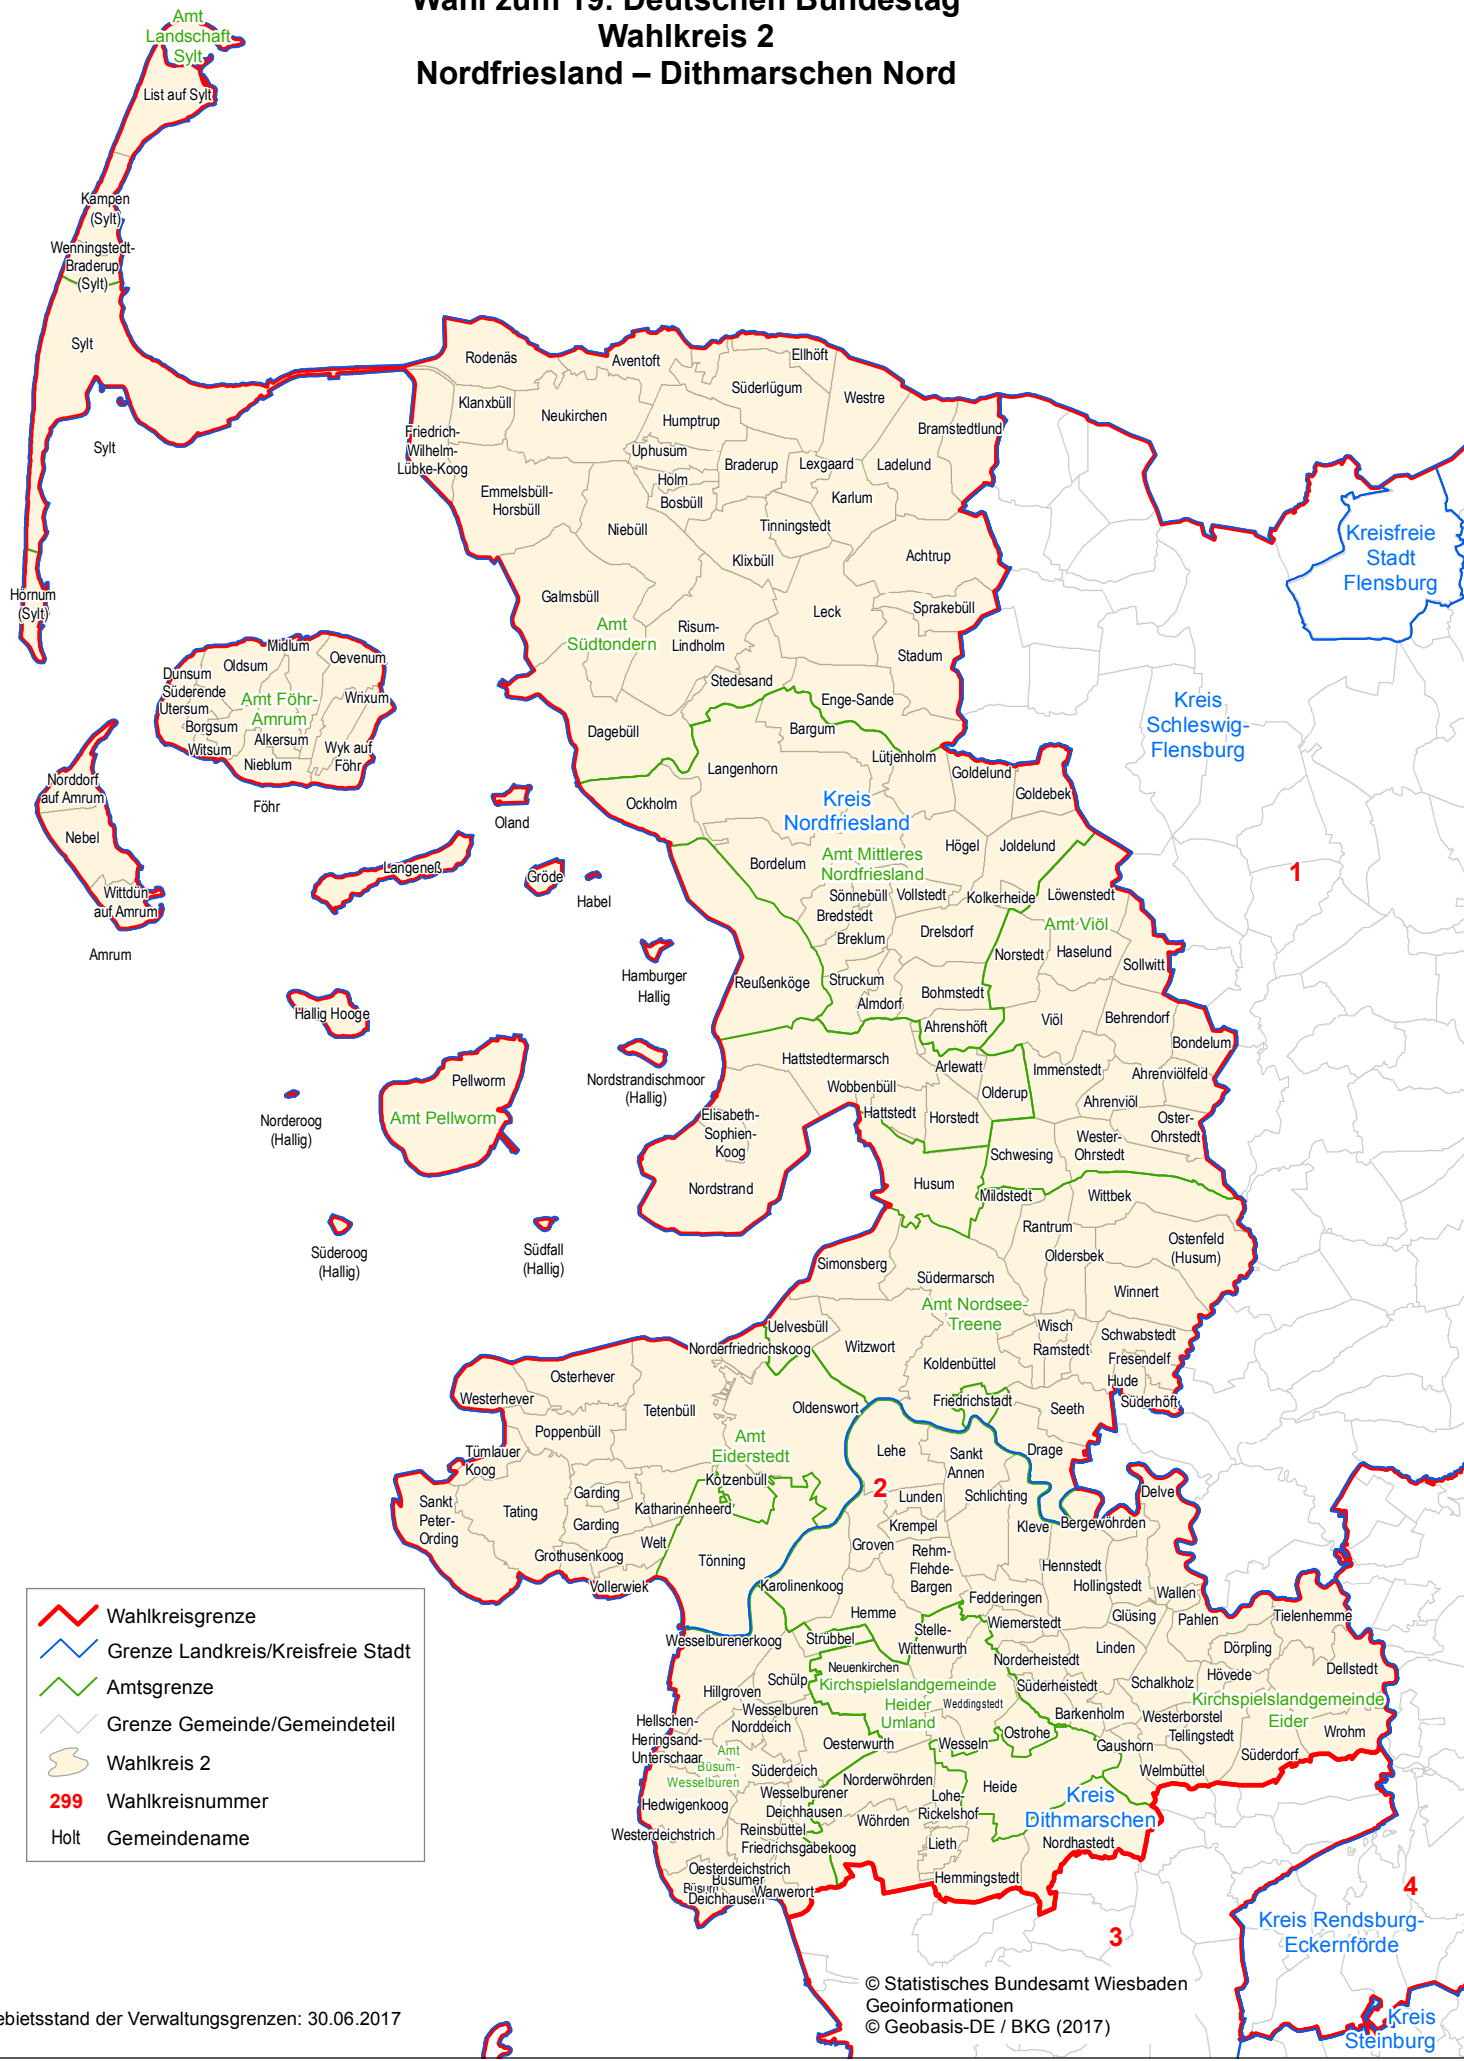 Wahl zum 19. Deutschen Bundestag
Wahlkreis 2
Nordfriesland – Dithmarschen Nord
Amt
Landschaft
Sylt
List auf Sylt
Kampen
(Sylt)
Wenningstedt-
Braderup
(Sylt)
Sylt
Sylt
Hörnum
(Sylt)
Rodenäs
Aventoft
Ellhöft
Süderlügum
Westre
Klanxbüll
Neukirchen
Humptrup
Bramstedtlund
Friedrich-
Wilhelm-
Lübke-Koog
Uphusum
Braderup
Lexgaard
Ladelund
Holm
Bosbüll
Karlum
Emmelsbüll-
Horsbüll
Niebüll
Tinningstedt
Klixbüll
Achtrup
Galmsbüll
Leck
Sprakebüll
Amt
Südtondern
Risum-
Lindholm
Stadum
Stedesand
Enge-Sande
Dagebüll
Bargum
Lütjenholm
Kreisfreie
Stadt
Flensburg
Kreis
Schleswig-
Flensburg
1
Midlum
Oevenum
Oldsum
Dunsum
Süderende
Utersum
Amt Föhr-
Amrum
Wrixum
Borgsum
Alkersum
Witsum
Nieblum
Wyk auf
Föhr
Föhr
Norddorf
auf Amrum
Nebel
Wittdün
auf Amrum
Amrum
Oland
Langeneß
Gröde
Habel
Hamburger
Hallig
Hallig Hooge
Nordstrandischmoor
(Hallig)
Pellworm
Amt Pellworm
Norderoog
(Hallig)
Süderoog
(Hallig)
Südfall
(Hallig)
Langenhorn
Goldelund
Goldebek
Ockholm
Kreis
Nordfriesland
Högel
Joldelund
Bordelum
Amt Mittleres
Nordfriesland
Sönnebüll
Vollstedt
Kolkerheide
Löwenstedt
Bredstedt
Breklum
Drelsdorf
Amt Viöl
Norstedt
Haselund
Sollwitt
Reußenköge
Struckum
Almdorf
Bohmstedt
Ahrenshöft
Viöl
Behrendorf
Bondelum
Hattstedtermarsch
Arlewatt
Immenstedt
Ahrenviölfeld
Wobbenbüll
Olderup
Ahrenviöl
Elisabeth-
Sophien-
Koog
Hattstedt
Horstedt
Oster-
Ohrstedt
Wester-
Ohrstedt
Schwesing
Nordstrand
Husum
Mildstedt
Wittbek
Rantrum
Ostenfeld
(Husum)
Oldersbek
Simonsberg
Südermarsch
Winnert
Amt Nordsee-
Treene
Uelvesbüll
Wisch
Schwabstedt
Norderfriedrichskoog
Witzwort
Ramstedt
Fresendelf
Koldenbüttel
Hude
Süderhöft
Osterhever
Westerhever
Tetenbüll
Oldenswort
Friedrichstadt
Seeth
Poppenbüll
Amt
Eiderstedt
Lehe
Sankt
Annen
Drage
Tümlauer
Koog
Kotzenbüll
2
Delve
Sankt
Peter-
Ording
Garding
Katharinenheerd
Lunden
Schlichting
Tating
Garding
Krempel
Kleve
Bergewöhrden
Grothusenkoog
Welt
Groven
Rehm-
Flehde-
Bargen
Hennstedt
Vollerwiek
Tönning
Karolinenkoog
Hollingstedt
Wallen
Fedderingen
Hemme
Wiemerstedt
Glüsing
Pahlen
Tielenhemme
Wesselburenerkoog
Strübbel
Stelle-
Wittenwurth
Linden
Dörpling
Norderheistedt
Neuenkirchen
Hövede
Dellstedt
Schülp
Kirchspielslandgemeinde
Heider
Umland
Süderheistedt
Schalkholz
Hillgroven
Weddingstedt
Kirchspielslandgemeinde
Eider
Wesselburen
Norddeich
Barkenholm
Westerborstel
Tellingstedt
Wrohm
Hellschen-
Heringsand-
Unterschaar
Oesterwurth
Wesseln
Ostrohe
Gaushorn
Süderdorf
Amt
Büsum-
Wesselburen
Süderdeich
Welmbüttel
Norderwöhrden
Heide
Kreis
Dithmarschen
Hedwigenkoog
Wesselburener
Deichhausen
Lohe-
Rickelshof
Westerdeichstrich
Reinsbüttel
Wöhrden
Nordhastedt
Friedrichsgabekoog
Lieth
Oesterdeichstrich
Büsumer
Deichhausen
Büsum
Warwerort
Hemmingstedt
3
4
Kreis Rendsburg-
Eckernförde
Kreis
Steinburg
Wahlkreisgrenze
Grenze Landkreis/Kreisfreie Stadt
Amtsgrenze
Grenze Gemeinde/Gemeindeteil
Wahlkreis 2
299 Wahlkreisnummer
Holt Gemeindename
© Statistisches Bundesamt Wiesbaden
Geoinformationen
© Geobasis-DE / BKG (2017)
ebietsstand der Verwaltungsgrenzen: 30.06.2017